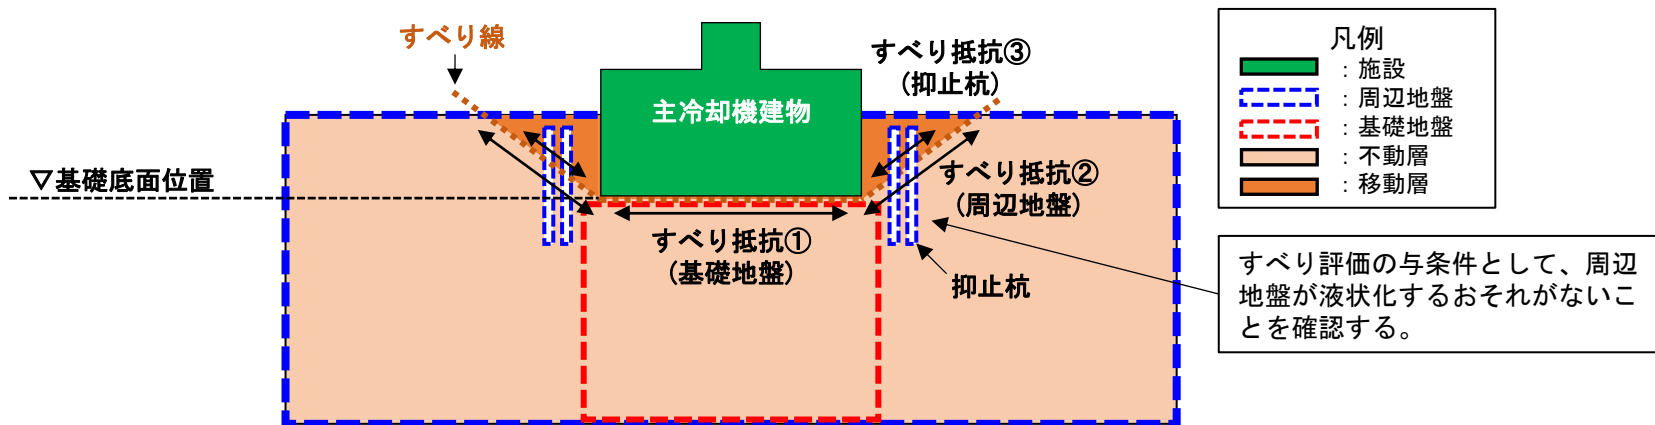 すべり線
すべり抵抗③
(抑止杭)
主冷却機建物
▽基礎底面位置
すべり抵抗②
(周辺地盤)
すべり抵抗①
(基礎地盤)
抑止杭
凡例
：施設
：周辺地盤
：基礎地盤
：不動層
：移動層
すべり評価の与条件として、周辺
地盤が液状化するおそれがないこ
とを確認する。